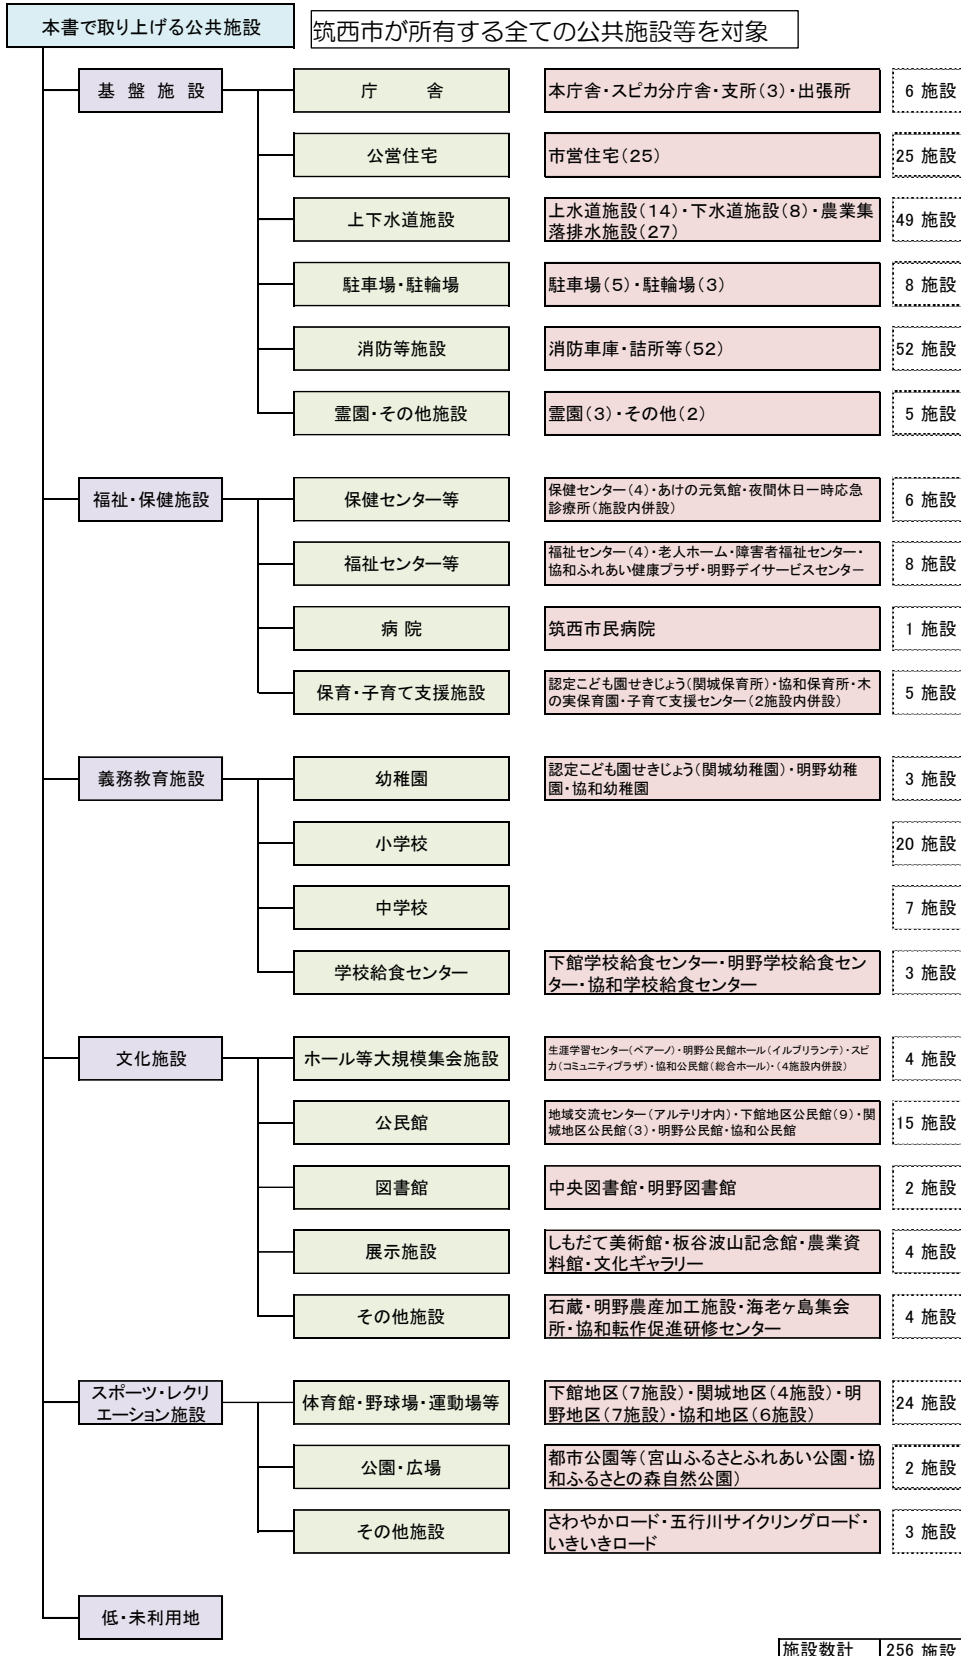 本書で取り上げる公共施設
筑西市が所有する全ての公共施設等を対象
基 盤 施 設
庁 舎
本庁舎・スピカ分庁舎・支所(3)・出張所
6 施設
公営住宅
市営住宅(25)
25 施設
上下水道施設
上水道施設(14)・下水道施設(8)・農業集
落排水施設(27)
49 施設
駐車場・駐輪場
駐車場(5)・駐輪場(3)
8 施設
消防等施設
消防車庫・詰所等(52)
52 施設
霊園・その他施設
霊園(3)・その他(2)
5 施設
福祉・保健施設
保健センター等
保健センター(4)・あけの元気館・夜間休日一時応急
診療所(施設内併設)
6 施設
福祉センター等
福祉センター(4)・老人ホーム・障害者福祉センター・
協和ふれあい健康プラザ・明野デイサービスセンター
8 施設
病 院
筑西市民病院
1 施設
保育・子育て支援施設
認定こども園せきじょう(関城保育所)・協和保育所・木
の実保育園・子育て支援センター(2施設内併設)
5 施設
義務教育施設
幼稚園
認定こども園せきじょう(関城幼稚園)・明野幼稚
園・協和幼稚園
3 施設
小学校
20 施設
中学校
7 施設
学校給食センター
下館学校給食センター・明野学校給食セン
ター・協和学校給食センター
3 施設
文化施設
ホール等大規模集会施設
生涯学習センター(ペアーノ)・明野公民館ホール(イルブリランテ)・スピ
カ(コミュニティプラザ)・協和公民館(総合ホール)・(4施設内併設)
4 施設
公民館
地域交流センター(アルテリオ内)・下館地区公民館(9)・関
城地区公民館(3)・明野公民館・協和公民館
15 施設
図書館
中央図書館・明野図書館
2 施設
展示施設
しもだて美術館・板谷波山記念館・農業資
料館・文化ギャラリー
4 施設
その他施設
石蔵・明野農産加工施設・海老ヶ島集会
所・協和転作促進研修センター
4 施設
スポーツ・レクリ
エーション施設
体育館・野球場・運動場等
下館地区(7施設)・関城地区(4施設)・明
野地区(7施設)・協和地区(6施設)
24 施設
公園・広場
都市公園等(宮山ふるさとふれあい公園・協
和ふるさとの森自然公園)
2 施設
その他施設
さわやかロード・五行川サイクリングロード・
いきいきロード
3 施設
低・未利用地
施設数計 256 施設